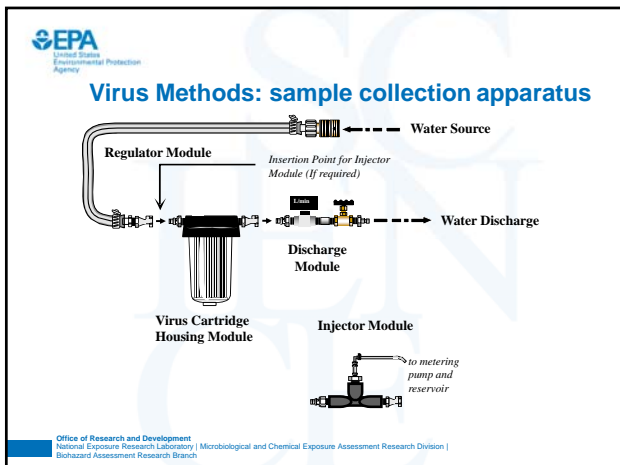 EPA
United States
Environmental Protection
Agency
Virus Methods: sample collection apparatus
Water Source
Regulator Module
Insertion Point for Injector
Module (If required)
L/min
Water Discharge
Discharge
Module
Virus Cartridge
Housing Module
Injector Module
to metering
pump and
reservoir
Office of Research and Development
National Exposure Research Laboratory | Microbiological and Chemical Exposure Assessment Research Division |
Biohazard Assessment Research Branch
SC
IEN
CE